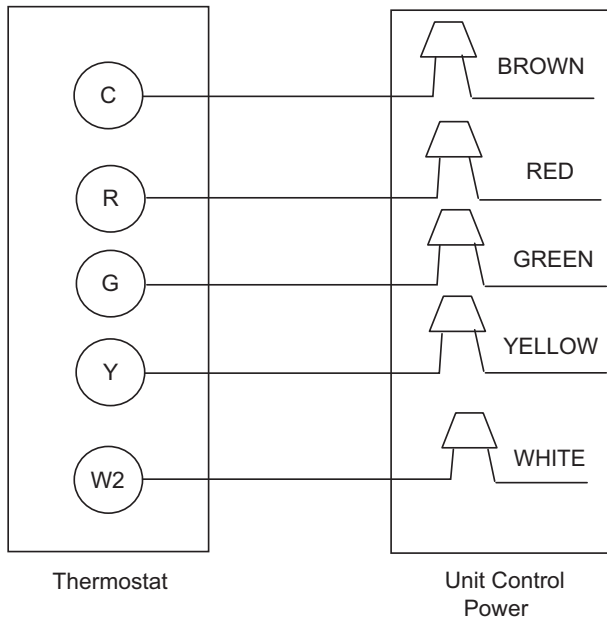 C
BROWN
R
RED
G
GREEN
Y
YELLOW
W2
WHITE
Thermostat
Unit Control
Power